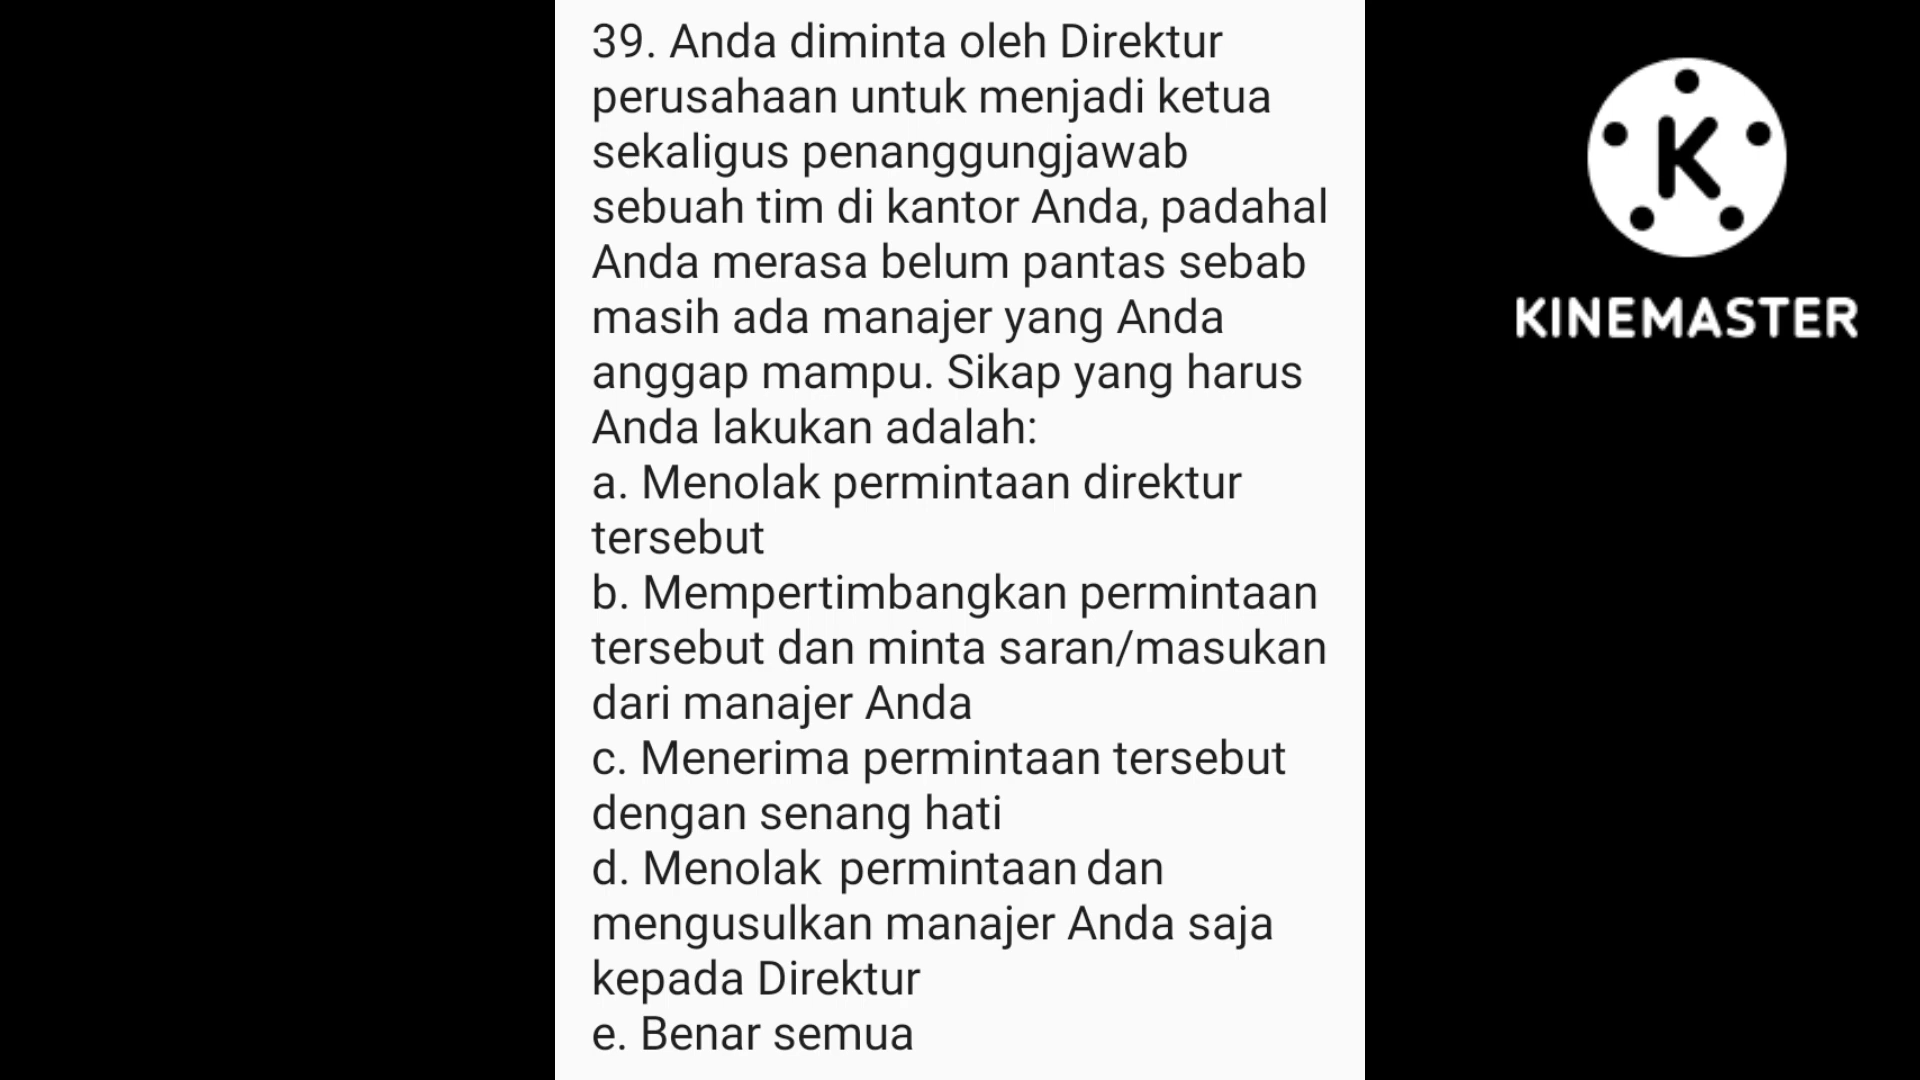 39. Anda diminta oleh Direktur
perusahaan untuk menjadi ketua
sekaligus penanggungjawab
sebuah tim di kantor Anda, padahal
Anda merasa belum pantas sebab
masih ada manajer yang Anda
anggap mampu. Sikap yang harus
Anda lakukan adalah:
a. Menolak permintaan direktur
tersebut
b. Mempertimbangkan permintaan
tersebut dan minta saran/masukan
dari manajer Anda
c. Menerima permintaan tersebut
dengan senang hati
d. Menolak permintaan dan
mengusulkan manajer Anda saja
kepada Direktur
e. Benar semua
K
KINEMASTER